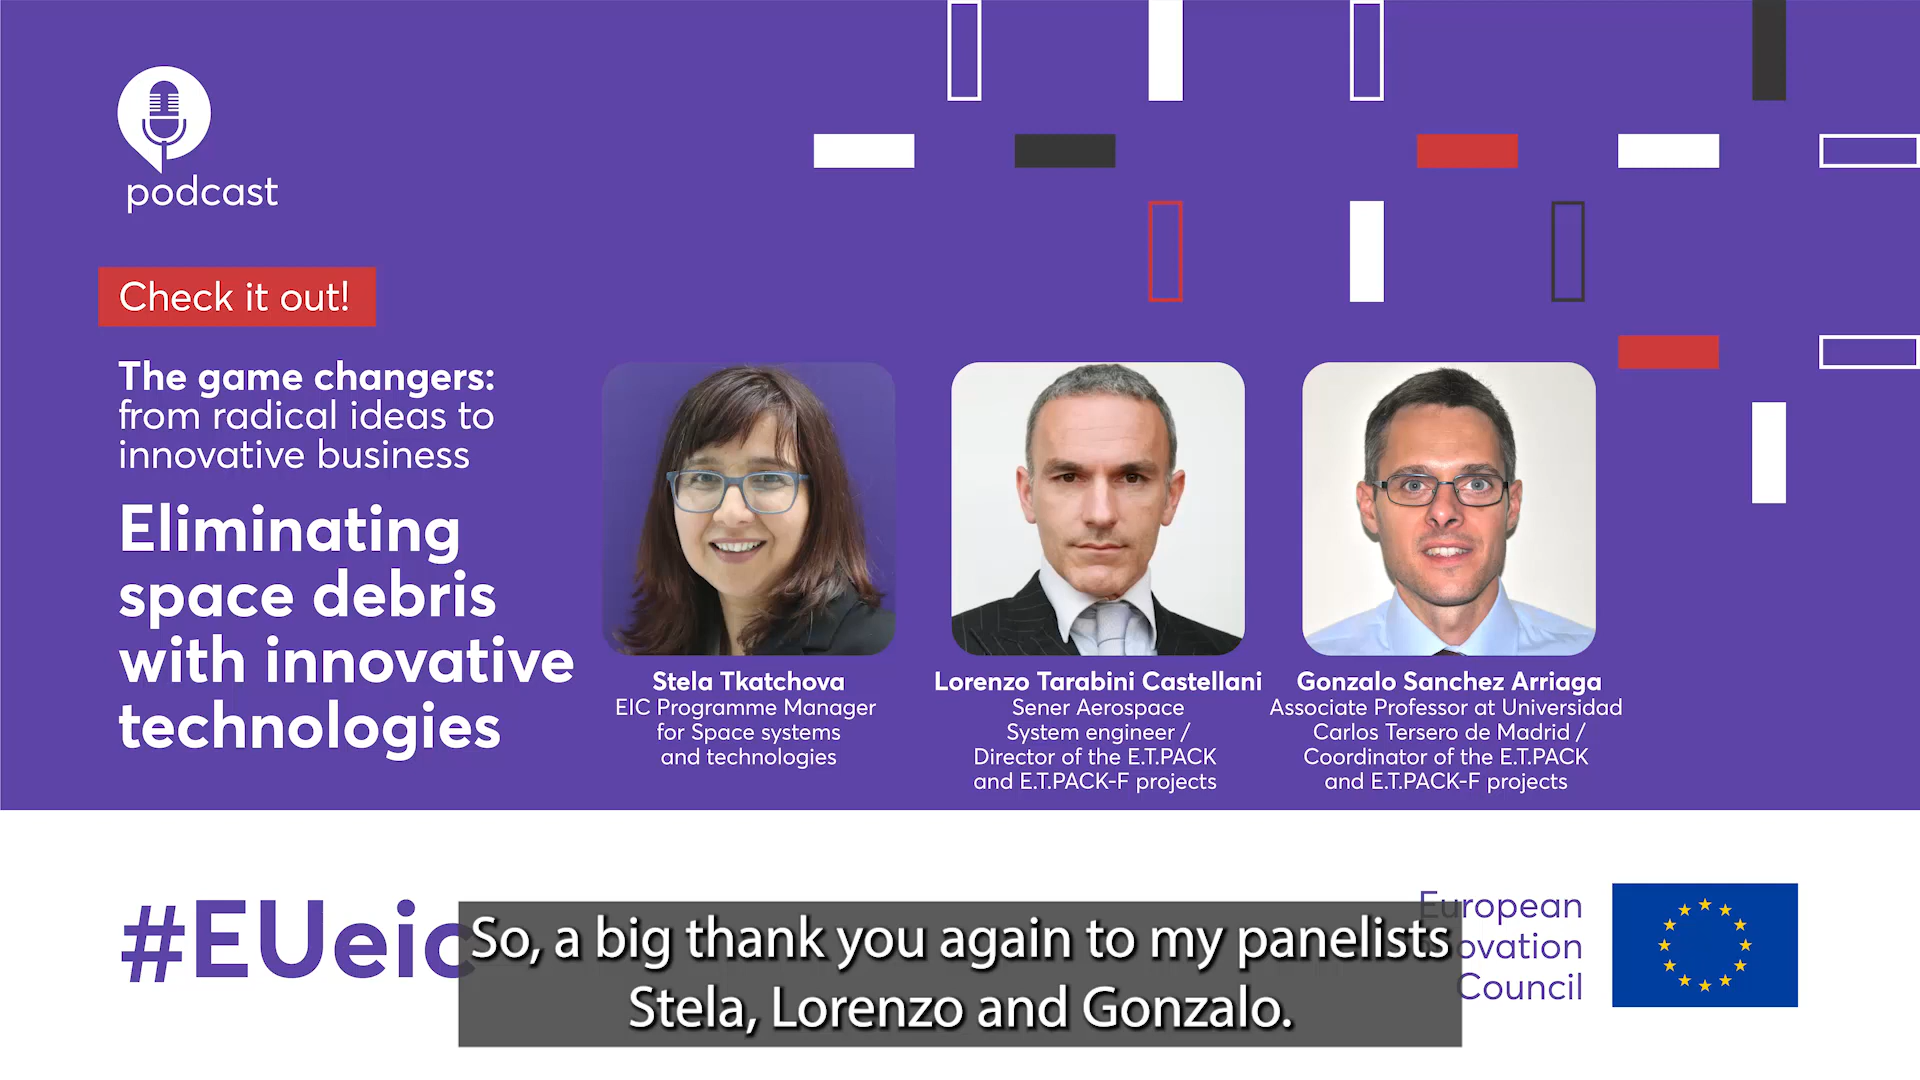 podcast
Check it out!
The game changers:
from radical ideas to
innovative business
Eliminating
space debris
with innovative
technologies
Stela Tkatchova
EIC Programme Manager
for Space systems
and technologies
Lorenzo Tarabini Castellani
Sener Aerospace
System engineer /
Director of the E.T.PACK
and E.T.PACK-F projects
Gonzalo Sanchez Arriaga
Associate Professor at Universidad
Carlos Tersero de Madrid /
Coordinator of the E.T.PACK
and E.T.PACK-F projects
#EUeic
European
ovation
Council
So, a big thank you again to my panelists
Stela, Lorenzo and Gonzalo.